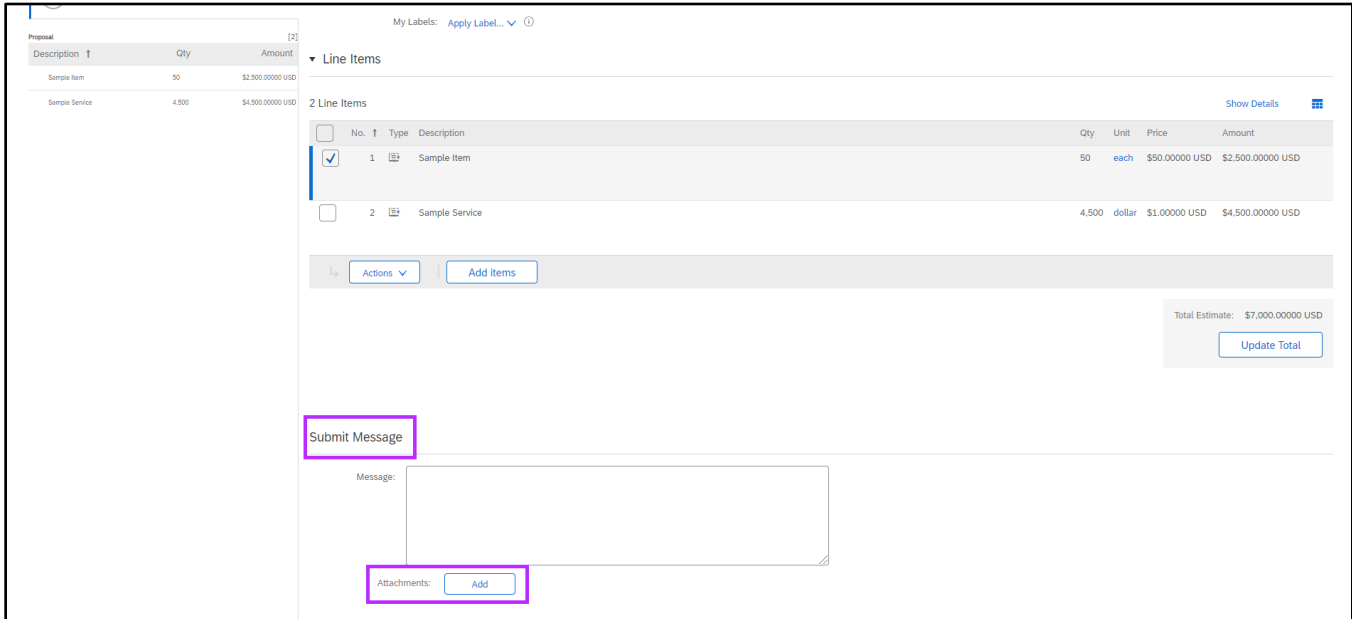 My Labels: Apply Label...
Proposal [2]
Description ↑ Qty Amount
Sample Item 50 $2,500.00000 USD
Sample Service 4,500 $4,500.00000 USD
▼ Line Items
2 Line Items Show Details
No. ↑ Type Description Qty Unit Price Amount
1 Sample Item 50 each $50.00000 USD $2,500.00000 USD
2 Sample Service 4,500 dollar $1.00000 USD $4,500.00000 USD
Actions Add items
Total Estimate: $7,000.00000 USD
Update Total
Submit Message
Message:
Attachments: Add